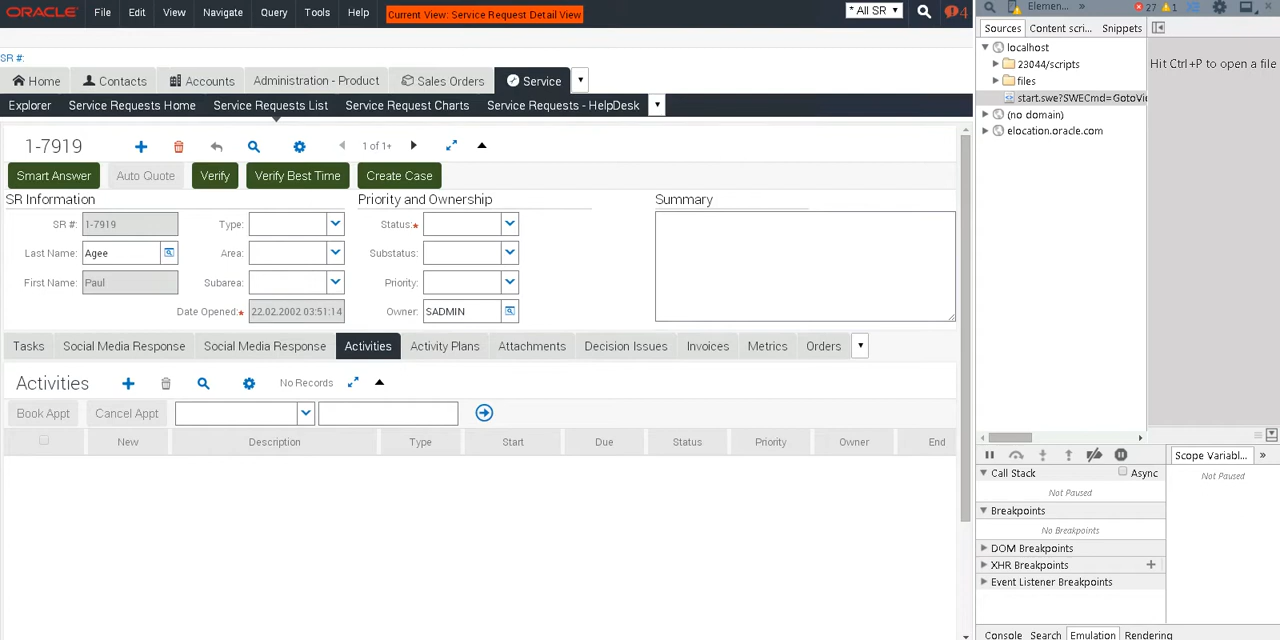 ORACLE File Edit View Navigate Query Tools Help Current View: Service Request Detail View * All SR 4
SR #:
Home Contacts Accounts Administration - Product Sales Orders Service
Explorer Service Requests Home Service Requests List Service Request Charts Service Requests - HelpDesk
1-7919 1 of 1+
Smart Answer Auto Quote Verify Verify Best Time Create Case
SR Information Priority and Ownership Summary
SR #: 1-7919 Type: Status:*
Last Name: Agee Area: Substatus:
First Name: Paul Subarea: Priority:
Date Opened:* 22.02.2002 03:51:14 Owner: SADMIN
Tasks Social Media Response Social Media Response Activities Activity Plans Attachments Decision Issues Invoices Metrics Orders
Activities No Records
Book Appt Cancel Appt
New Description Type Start Due Status Priority Owner End
Elemen... » 27 1
Sources Content scri... Snippets
localhost
23044/scripts
files
start.swe?SWECmd=GotoVi
(no domain)
elocation.oracle.com
Hit Ctrl+P to open a file
Call Stack Async
Not Paused
Breakpoints
No Breakpoints
DOM Breakpoints
XHR Breakpoints
Event Listener Breakpoints
Scope Variabl... »
Not Paused
Console Search Emulation Rendering